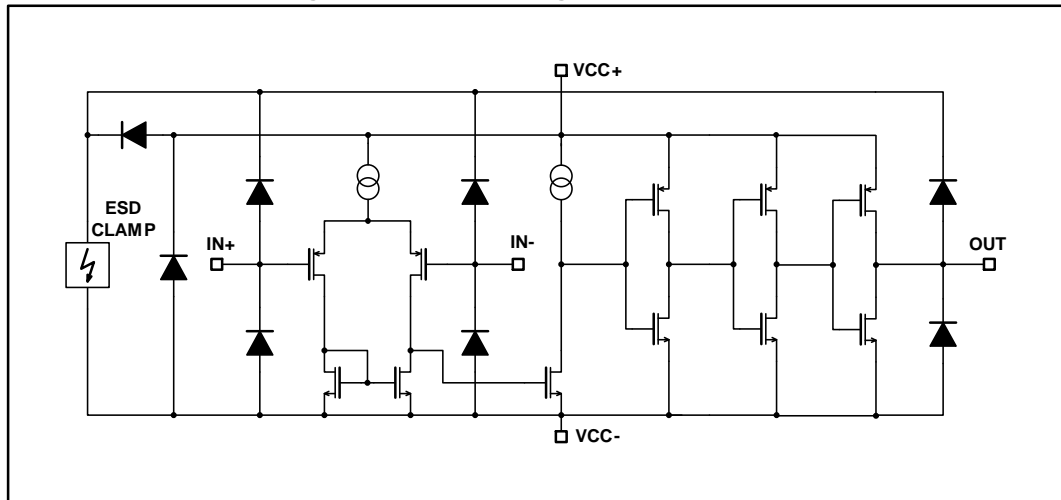 VCC+
ESD
CLAMP
IN+
IN-
OUT
VCC-